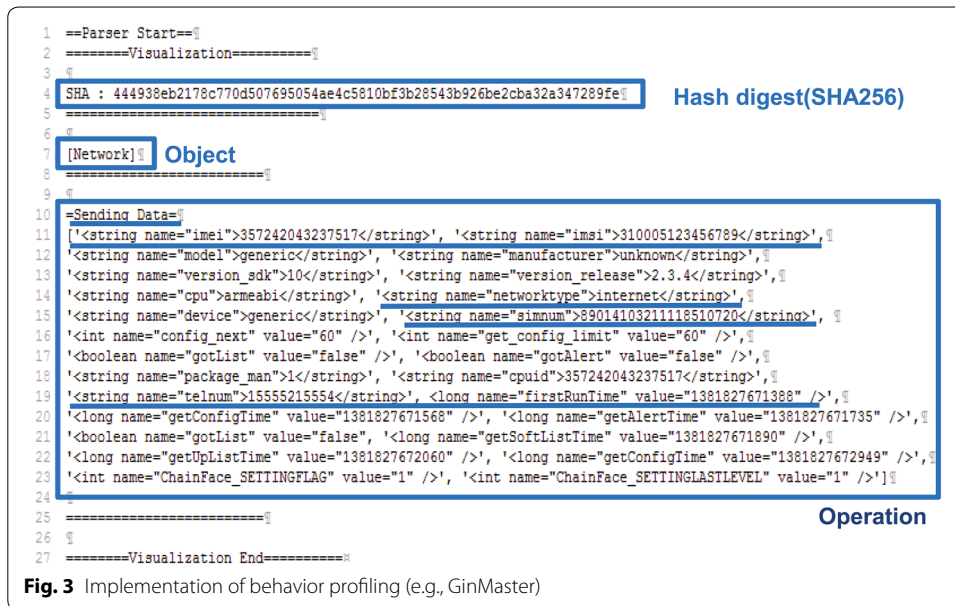 1 ==Parser Start==¶
2 ========Visualization==========¶
3 ¶
4 SHA : 444938eb2178c770d507695054ae4c5810bf3b28543b926be2cba32a347289fe¶
Hash digest(SHA256)
5 ================================¶
6 ¶
7 [Network]¶
Object
8 =========================¶
9 ¶
10 =Sending Data=¶
11 ['<string name="imei">357242043237517</string>', '<string name="imsi">310005123456789</string>',¶
12 '<string name="model">generic</string>', '<string name="manufacturer">unknown</string>',¶
13 '<string name="version_sdk">10</string>', '<string name="version_release">2.3.4</string>',¶
14 '<string name="cpu">armeabi</string>', '<string name="networktype">internet</string>',¶
15 '<string name="device">generic</string>', '<string name="simnum">89014103211118510720</string>', ¶
16 '<int name="config_next" value="60" />', '<int name="get_config_limit" value="60" />',¶
17 '<boolean name="gotList" value="false" />', '<boolean name="gotAlert" value="false" />',¶
18 '<string name="package_man">1</string>', '<string name="cpuid">357242043237517</string>',¶
19 '<string name="telnum">15555215554</string>', <long name="firstRunTime" value="1381827671388" />',¶
20 '<long name="getConfigTime" value="1381827671568" />', '<long name="getAlertTime" value="1381827671735" />',¶
21 '<boolean name="gotList" value="false", '<long name="getSoftListTime" value="1381827671890" />',¶
22 '<long name="getUpListTime" value="1381827672060" />', '<long name="getConfigTime" value="1381827672949" />',¶
23 '<int name="ChainFace_SETTINGFLAG" value="1" />', '<int name="ChainFace_SETTINGLASTLEVEL" value="1" />']¶
24 ¶
25 =========================¶
Operation
26 ¶
27 ========Visualization End==========¤
Fig. 3 Implementation of behavior profiling (e.g., GinMaster)